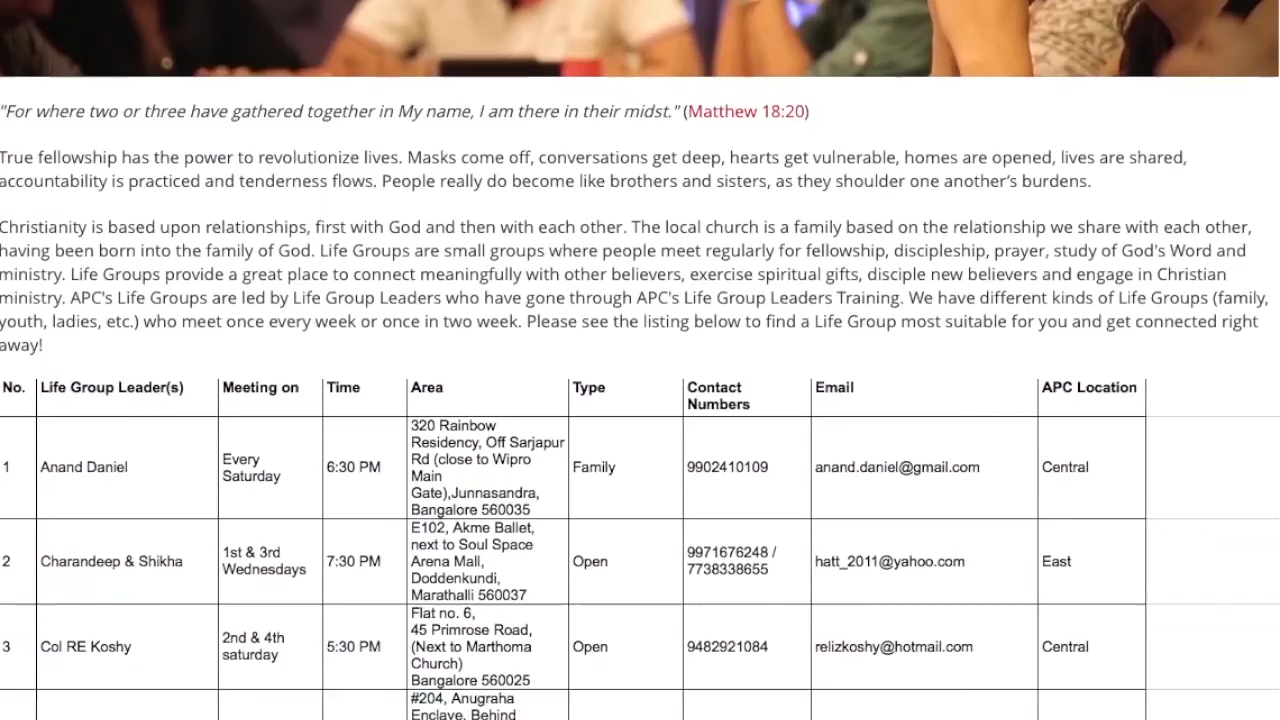 "For where two or three have gathered together in My name, I am there in their midst." (Matthew 18:20)
True fellowship has the power to revolutionize lives. Masks come off, conversations get deep, hearts get vulnerable, homes are opened, lives are shared,
accountability is practiced and tenderness flows. People really do become like brothers and sisters, as they shoulder one another’s burdens.
Christianity is based upon relationships, first with God and then with each other. The local church is a family based on the relationship we share with each other,
having been born into the family of God. Life Groups are small groups where people meet regularly for fellowship, discipleship, prayer, study of God's Word and
ministry. Life Groups provide a great place to connect meaningfully with other believers, exercise spiritual gifts, disciple new believers and engage in Christian
ministry. APC's Life Groups are led by Life Group Leaders who have gone through APC's Life Group Leaders Training. We have different kinds of Life Groups (family,
youth, ladies, etc.) who meet once every week or once in two week. Please see the listing below to find a Life Group most suitable for you and get connected right
away!
No. Life Group Leader(s) Meeting on Time Area Type Contact Numbers Email APC Location
1 Anand Daniel Every Saturday 6:30 PM
320 Rainbow
Residency, Off Sarjapur
Rd (close to Wipro
Main
Gate),Junnasandra,
Bangalore 560035
Family 9902410109 anand.daniel@gmail.com Central
2 Charandeep & Shikha 1st & 3rd Wednesdays 7:30 PM
E102, Akme Ballet,
next to Soul Space
Arena Mall,
Doddenkundi,
Marathalli 560037
Open 9971676248 / 7738338655 hatt_2011@yahoo.com East
3 Col RE Koshy 2nd & 4th saturday 5:30 PM
Flat no. 6,
45 Primrose Road,
(Next to Marthoma
Church)
Bangalore 560025
Open 9482921084 relizkoshy@hotmail.com Central
#204, Anugraha
Enclave, Behind